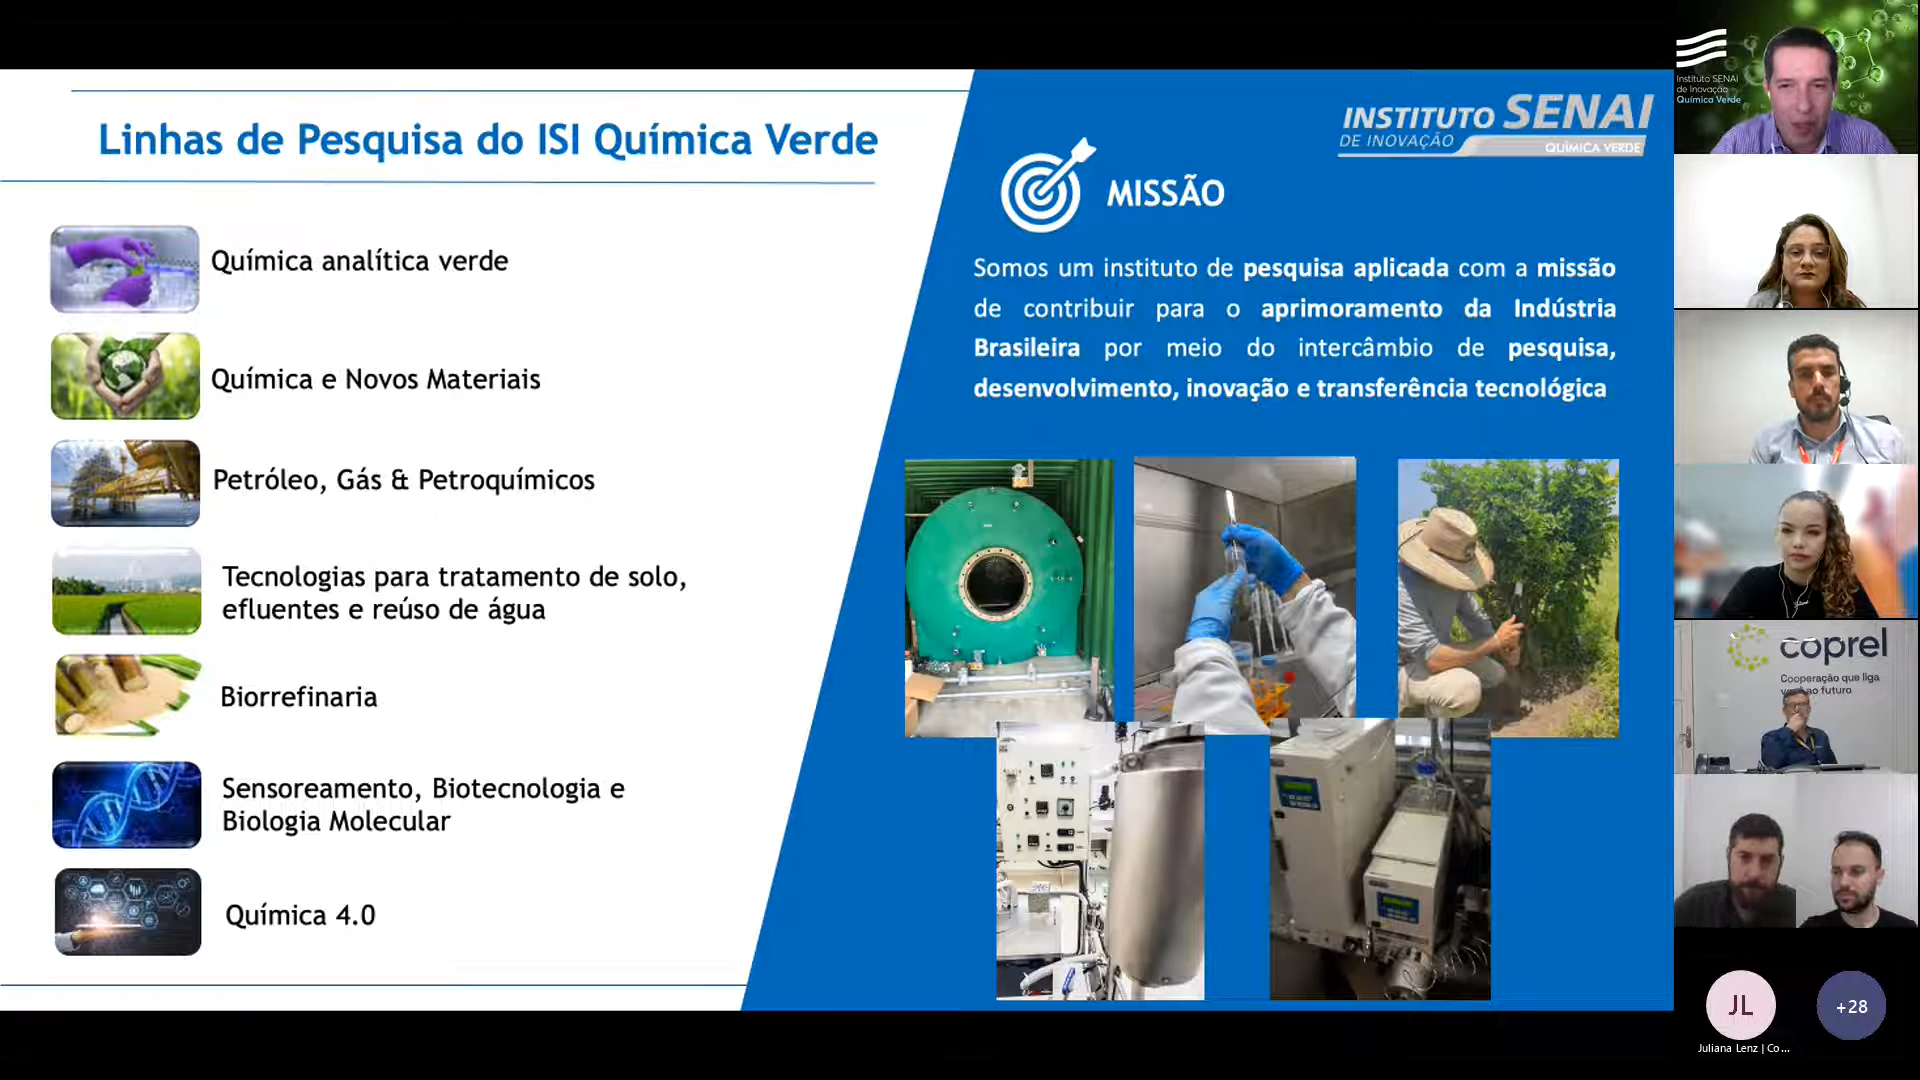 Linhas de Pesquisa do ISI Química Verde
Química analítica verde
Química e Novos Materiais
Petróleo, Gás & Petroquímicos
Tecnologias para tratamento de solo,
efluentes e reúso de água
Biorrefinaria
Sensoreamento, Biotecnologia e
Biologia Molecular
Química 4.0
INSTITUTO SENAI
DE INOVAÇÃO
QUÍMICA VERDE
MISSÃO
Somos um instituto de pesquisa aplicada com a missão
de contribuir para o aprimoramento da Indústria
Brasileira por meio do intercâmbio de pesquisa,
desenvolvimento, inovação e transferência tecnológica
Instituto SENAI
de Inovação
Química Verde
coprel
Cooperação que liga
ao futuro
JL
+28
Juliana Lenz | Co...